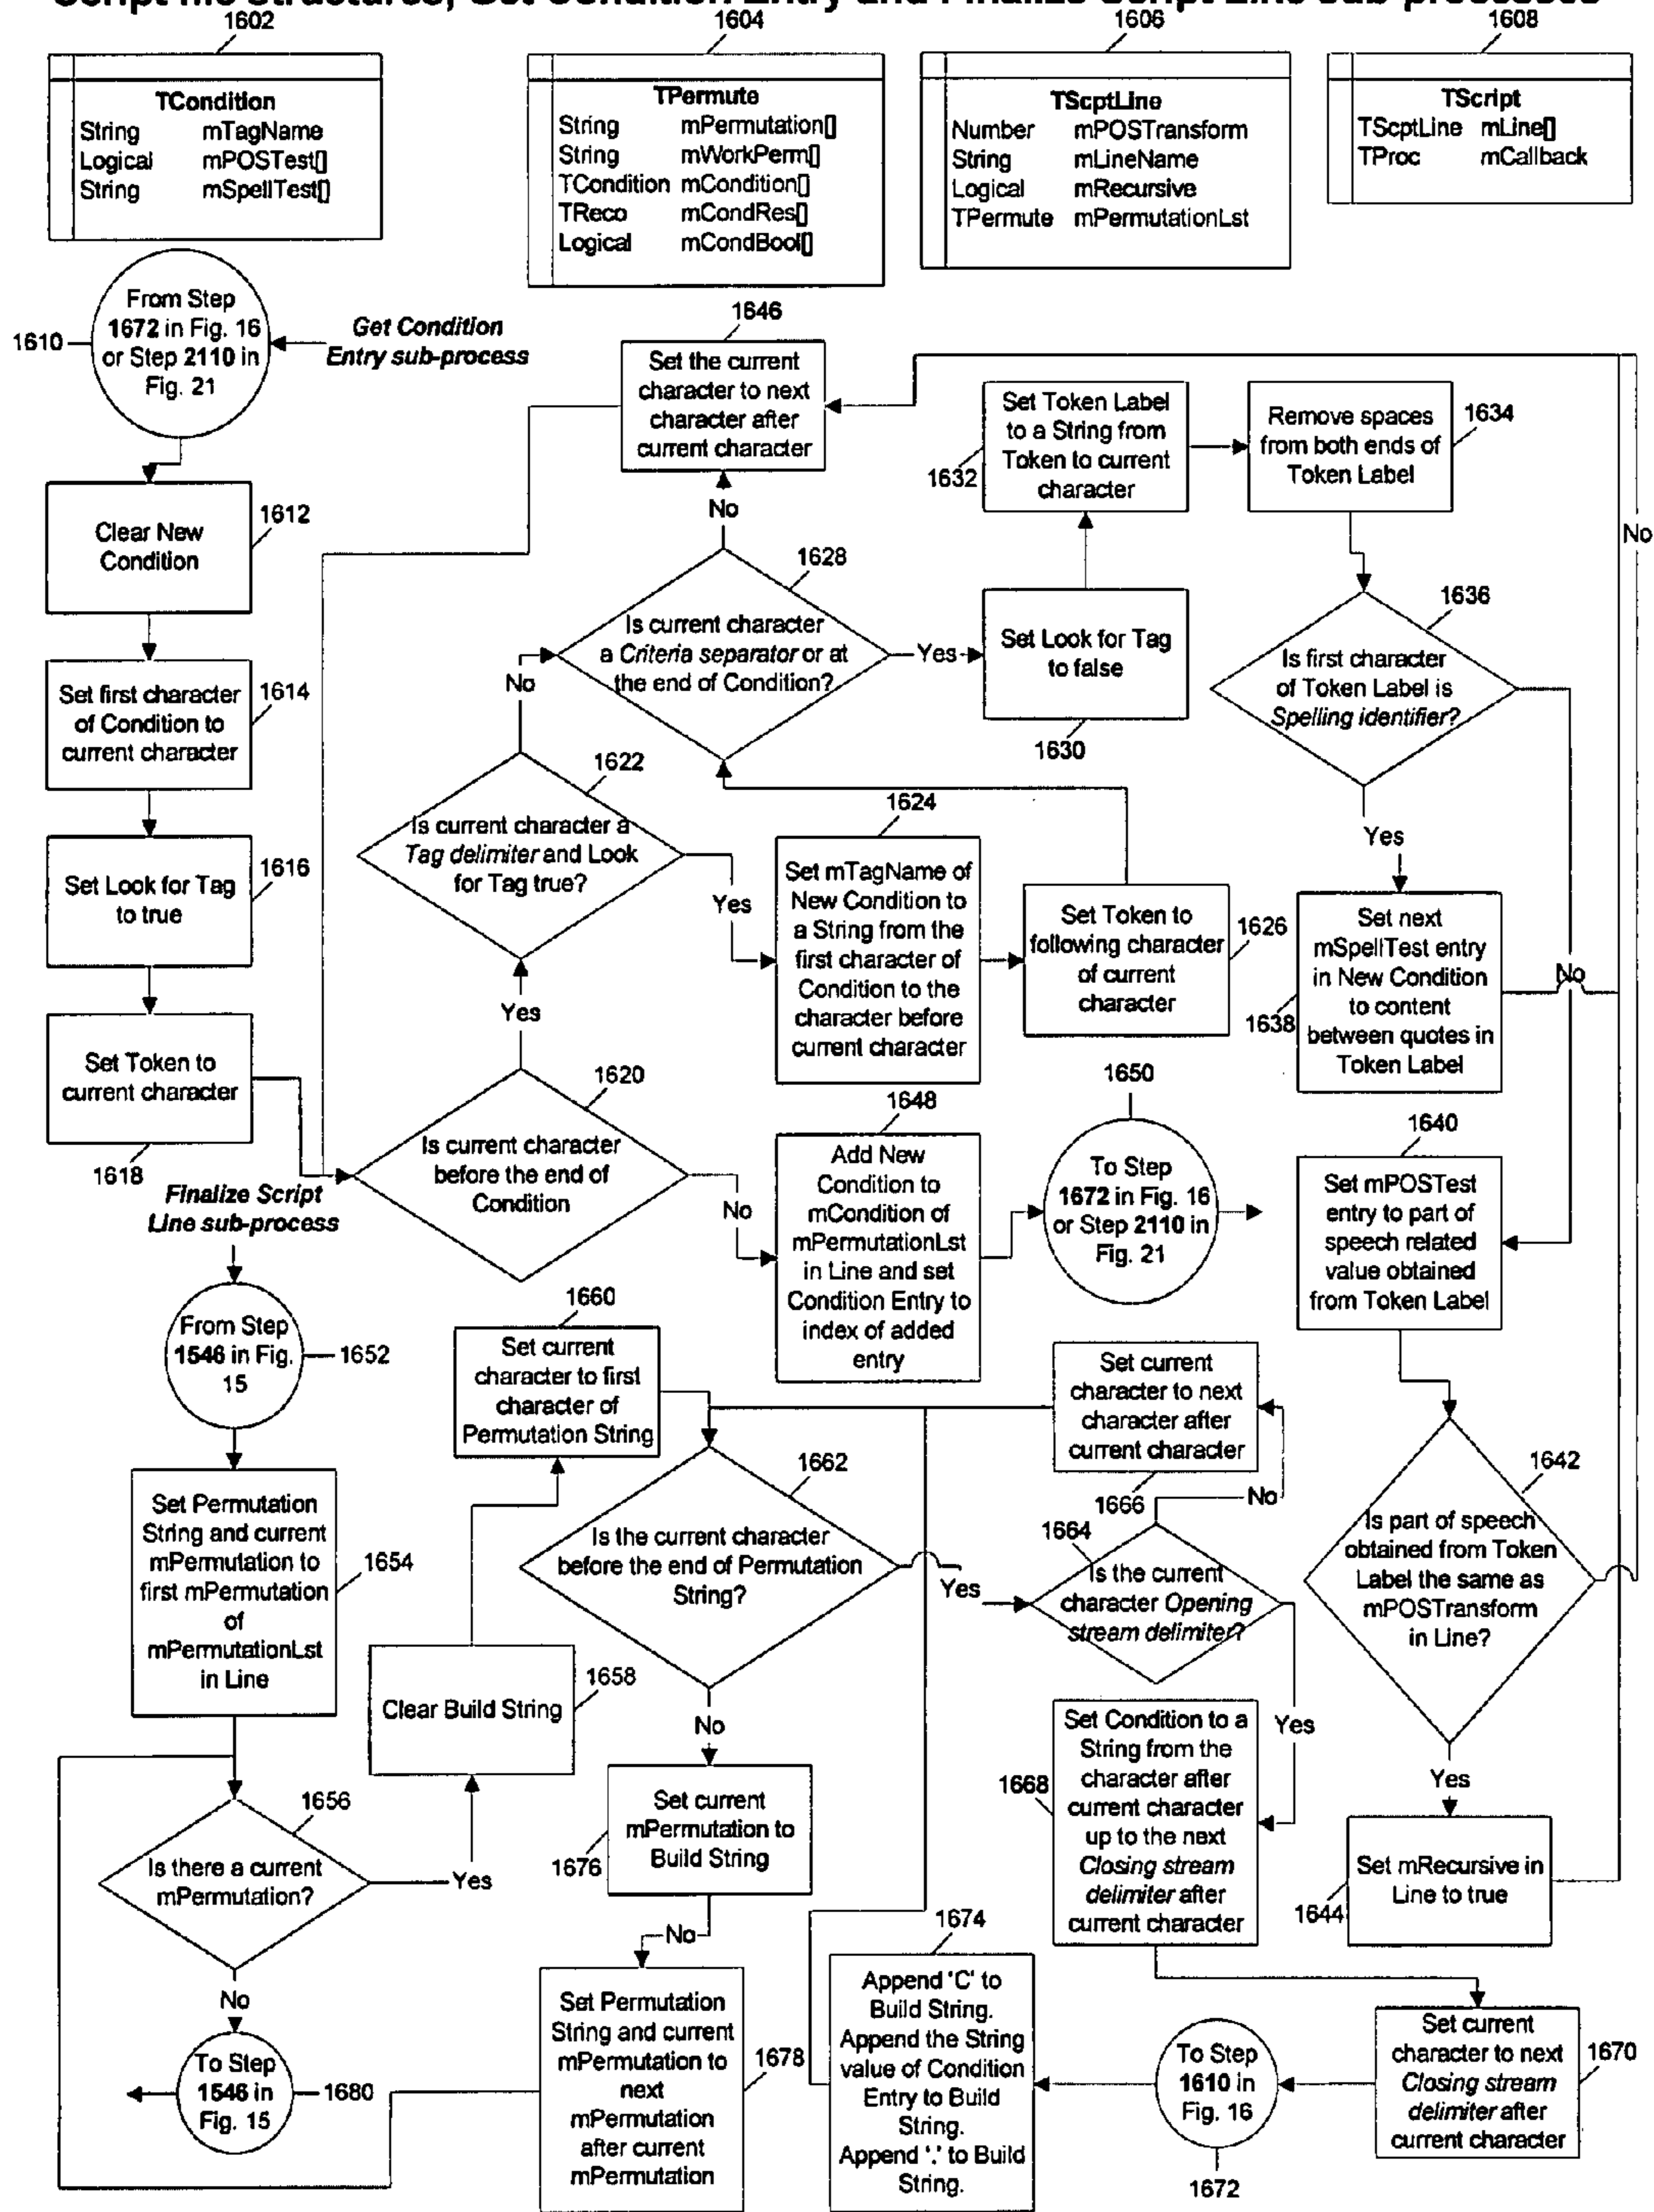 Script file structures, Get Condition Entry and Finalize Script Line sub-processes
1602
TCondition
String mTagName
Logical mPOSTest[]
String mSpellTest[]
1604
TPermute
String mPermutation[]
String mWorkPerm[]
TCondition mCondition[]
TReco mCondRes[]
Logical mCondBool[]
1606
TScptLine
Number mPOSTransform
String mLineName
Logical mRecursive
TPermute mPermutationLst
1608
TScript
TScptLine mLine[]
TProc mCallback
1610
From Step
1672 in Fig. 16
or Step 2110 in
Fig. 21
Get Condition
Entry sub-process
1612
Clear New
Condition
1614
Set first character
of Condition to
current character
1616
Set Look for Tag
to true
1618
Set Token to
current character
1620
Is current character
before the end of
Condition
Yes
No
1622
Is current character a
Tag delimiter and Look
for Tag true?
No
Yes
1624
Set mTagName of
New Condition to
a String from the
first character of
Condition to the
character before
current character
1626
Set Token to
following character
of current
character
1628
Is current character
a Criteria separator or at
the end of Condition?
No
Yes
1630
Set Look for Tag
to false
1632
Set Token Label
to a String from
Token to current
character
1634
Remove spaces
from both ends of
Token Label
1636
Is first character
of Token Label is
Spelling identifier?
Yes
No
1638
Set next
mSpellTest entry
in New Condition
to content
between quotes in
Token Label
1640
Set mPOSTest
entry to part of
speech related
value obtained
from Token Label
1642
Is part of speech
obtained from Token
Label the same as
mPOSTransform
in Line?
No
Yes
1644
Set mRecursive in
Line to true
1646
Set the current
character to next
character after
current character
1648
Add New
Condition to
mCondition of
mPermutationLst
in Line and set
Condition Entry to
index of added
entry
1650
To Step
1672 in Fig. 16
or Step 2110 in
Fig. 21
Finalize Script
Line sub-process
1652
From Step
1546 in Fig.
15
1654
Set Permutation
String and current
mPermutation to
first mPermutation
of
mPermutationLst
in Line
1656
Is there a current
mPermutation?
Yes
No
1658
Clear Build String
1660
Set current
character to first
character of
Permutation String
1662
Is the current character
before the end of Permutation
String?
Yes
No
1664
Is the current
character Opening
stream delimiter?
No
Yes
1666
Set current
character to next
character after
current character
1668
Set Condition to a
String from the
character after
current character
up to the next
Closing stream
delimiter after
current character
1670
Set current
character to next
Closing stream
delimiter after
current character
1672
To Step
1610 in
Fig. 16
1674
Append 'C' to
Build String.
Append the String
value of Condition
Entry to Build
String.
Append '.' to Build
String.
1676
Set current
mPermutation to
Build String
No
1678
Set Permutation
String and current
mPermutation to
next
mPermutation
after current
mPermutation
1680
To Step
1546 in
Fig. 15